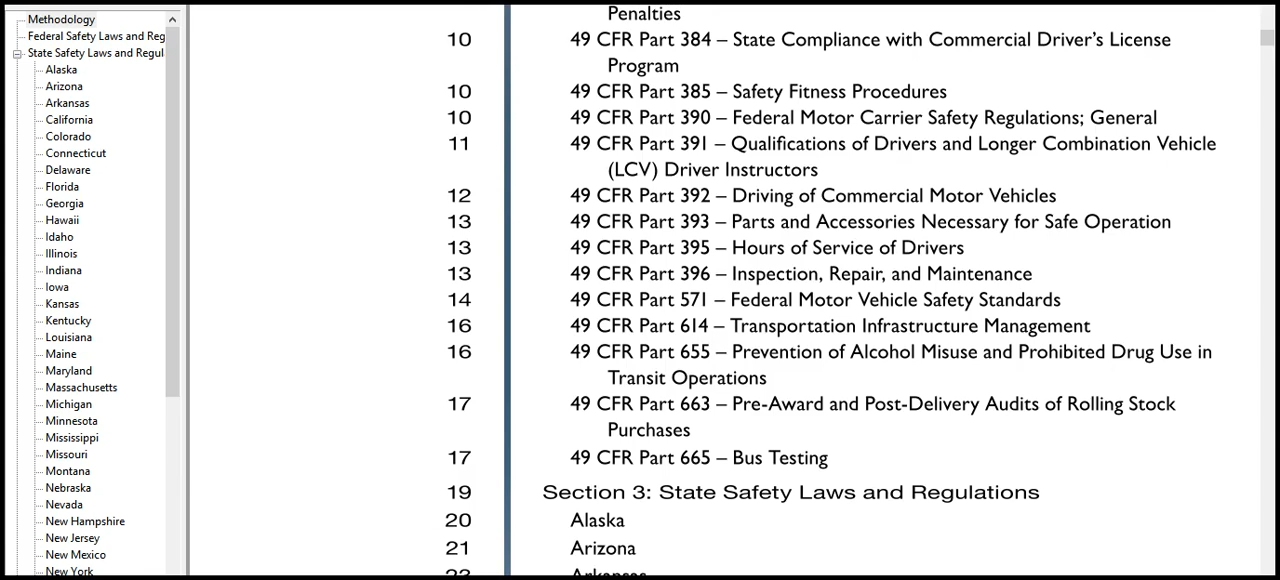 Methodology
Federal Safety Laws and Reg
State Safety Laws and Regul
Alaska
Arizona
Arkansas
California
Colorado
Connecticut
Delaware
Florida
Georgia
Hawaii
Idaho
Illinois
Indiana
Iowa
Kansas
Kentucky
Louisiana
Maine
Maryland
Massachusetts
Michigan
Minnesota
Mississippi
Missouri
Montana
Nebraska
Nevada
New Hampshire
New Jersey
New Mexico
New York
Penalties
10 49 CFR Part 384 – State Compliance with Commercial Driver’s License
Program
10 49 CFR Part 385 – Safety Fitness Procedures
10 49 CFR Part 390 – Federal Motor Carrier Safety Regulations; General
11 49 CFR Part 391 – Qualifications of Drivers and Longer Combination Vehicle
(LCV) Driver Instructors
12 49 CFR Part 392 – Driving of Commercial Motor Vehicles
13 49 CFR Part 393 – Parts and Accessories Necessary for Safe Operation
13 49 CFR Part 395 – Hours of Service of Drivers
13 49 CFR Part 396 – Inspection, Repair, and Maintenance
14 49 CFR Part 571 – Federal Motor Vehicle Safety Standards
16 49 CFR Part 614 – Transportation Infrastructure Management
16 49 CFR Part 655 – Prevention of Alcohol Misuse and Prohibited Drug Use in
Transit Operations
17 49 CFR Part 663 – Pre-Award and Post-Delivery Audits of Rolling Stock
Purchases
17 49 CFR Part 665 – Bus Testing
19 Section 3: State Safety Laws and Regulations
20 Alaska
21 Arizona
22 Arkansas